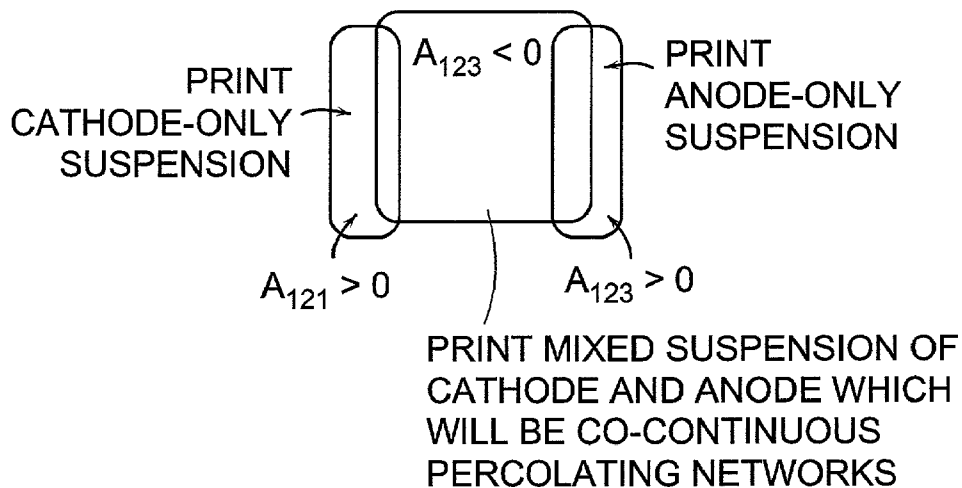 PRINT
CATHODE-ONLY
SUSPENSION
A₁₂₃ < 0
PRINT
ANODE-ONLY
SUSPENSION
A₁₂₁ > 0
A₁₂₃ > 0
PRINT MIXED SUSPENSION OF
CATHODE AND ANODE WHICH
WILL BE CO-CONTINUOUS
PERCOLATING NETWORKS